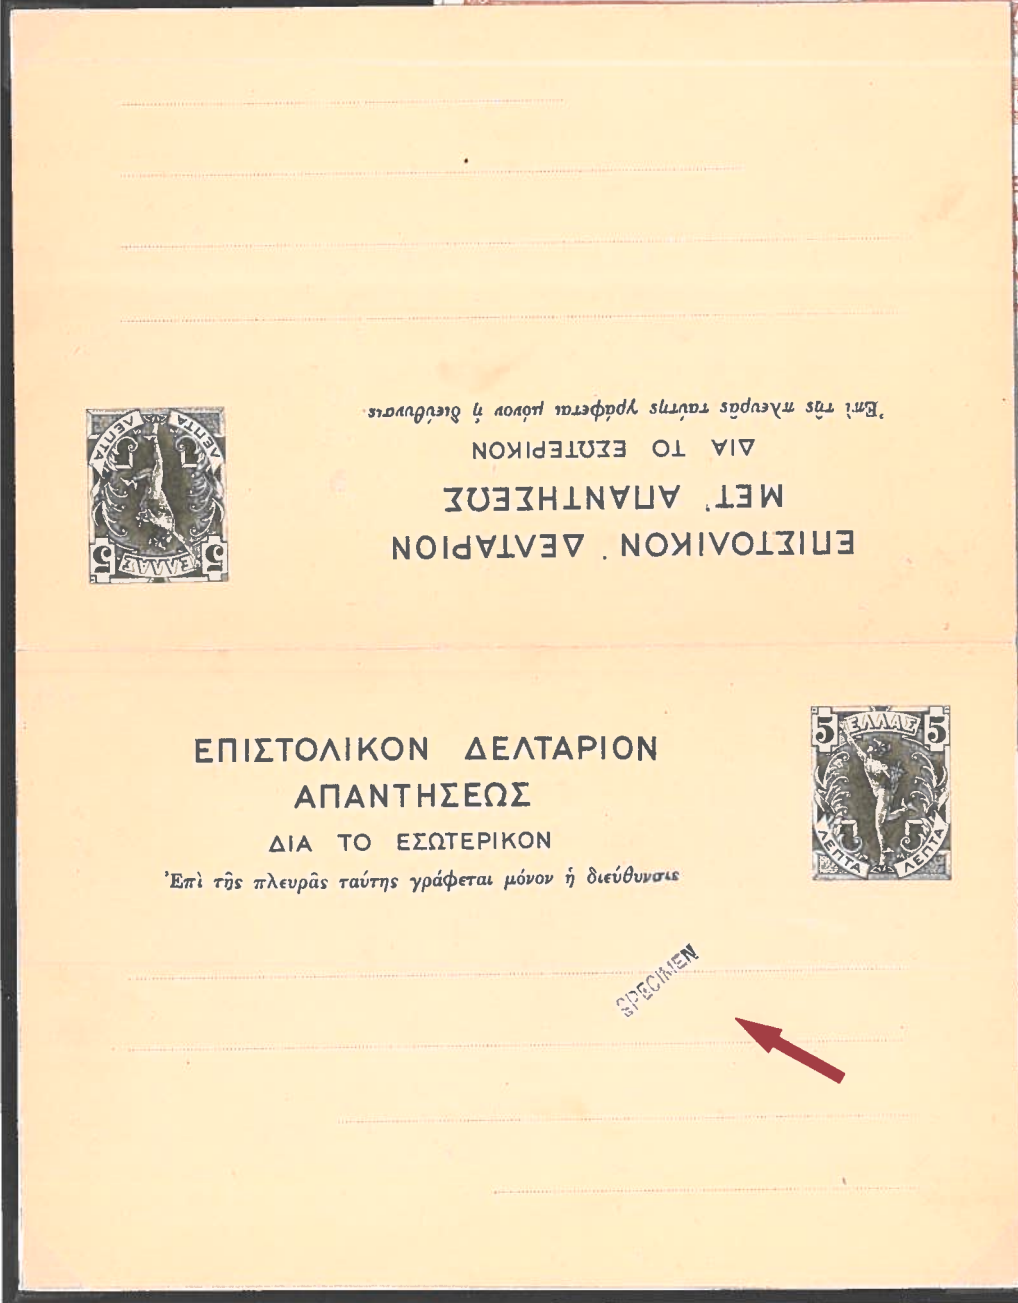 ΕΠΙΣΤΟΛΙΚΟΝ ΔΕΛΤΑΡΙΟΝ
ΜΕΤ' ΑΠΑΝΤΗΣΕΩΣ
ΔΙΑ ΤΟ ΕΣΩΤΕΡΙΚΟΝ
Ἐπὶ τῆς πλευρᾶς ταύτης γράφεται μόνον ἡ διεύθυνσις
5 ΕΛΛΑΣ 5
ΛΕΠΤΑ ΛΕΠΤΑ
ΕΠΙΣΤΟΛΙΚΟΝ ΔΕΛΤΑΡΙΟΝ
ΑΠΑΝΤΗΣΕΩΣ
ΔΙΑ ΤΟ ΕΣΩΤΕΡΙΚΟΝ
Ἐπὶ τῆς πλευρᾶς ταύτης γράφεται μόνον ἡ διεύθυνσις
5 ΕΛΛΑΣ 5
ΛΕΠΤΑ ΛΕΠΤΑ
SPECIMEN